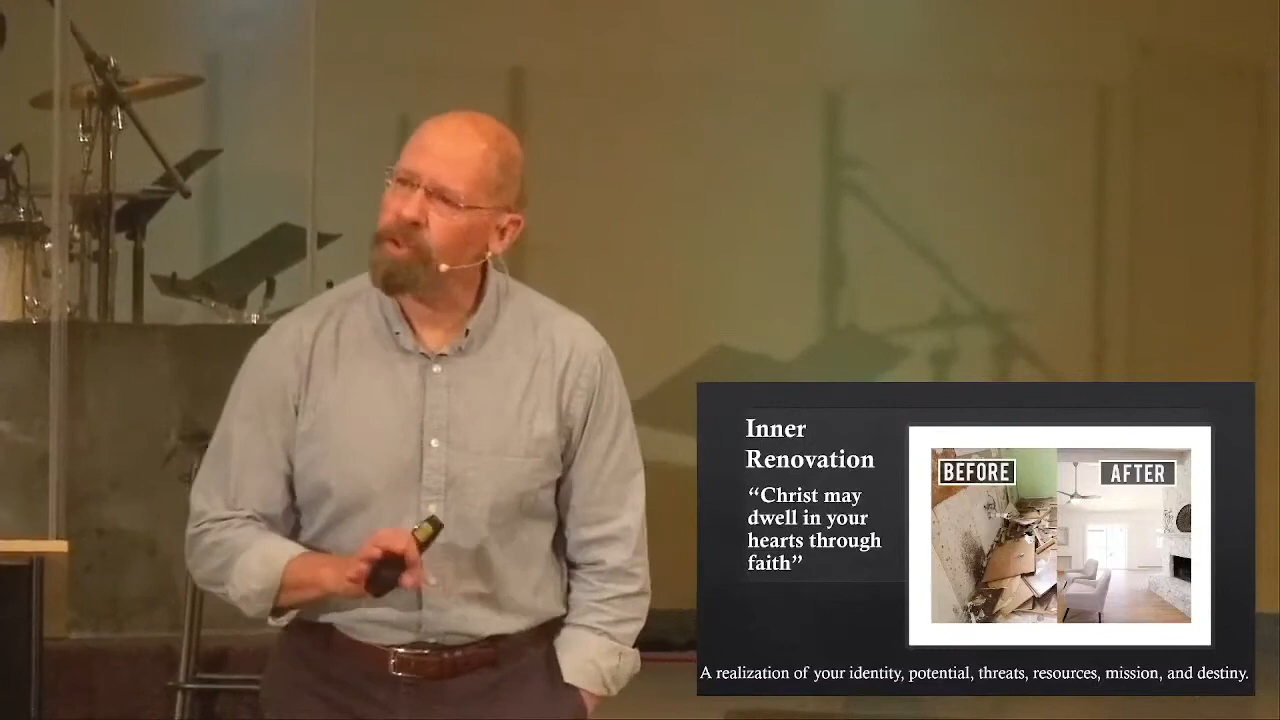 Inner
Renovation
“Christ may
dwell in your
hearts through
faith”
BEFORE
AFTER
A realization of your identity, potential, threats, resources, mission, and destiny.